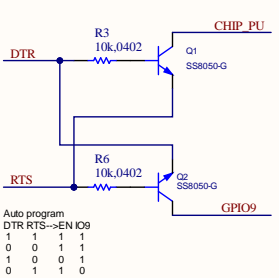 CHIP_PU
R3
10k,0402
DTR
Q1
SS8050-G
R6
10k,0402
RTS
Q2
SS8050-G
GPIO9
Auto program
DTR RTS-->EN IO9
1 1 1 1
0 0 1 1
1 0 0 1
0 1 1 0